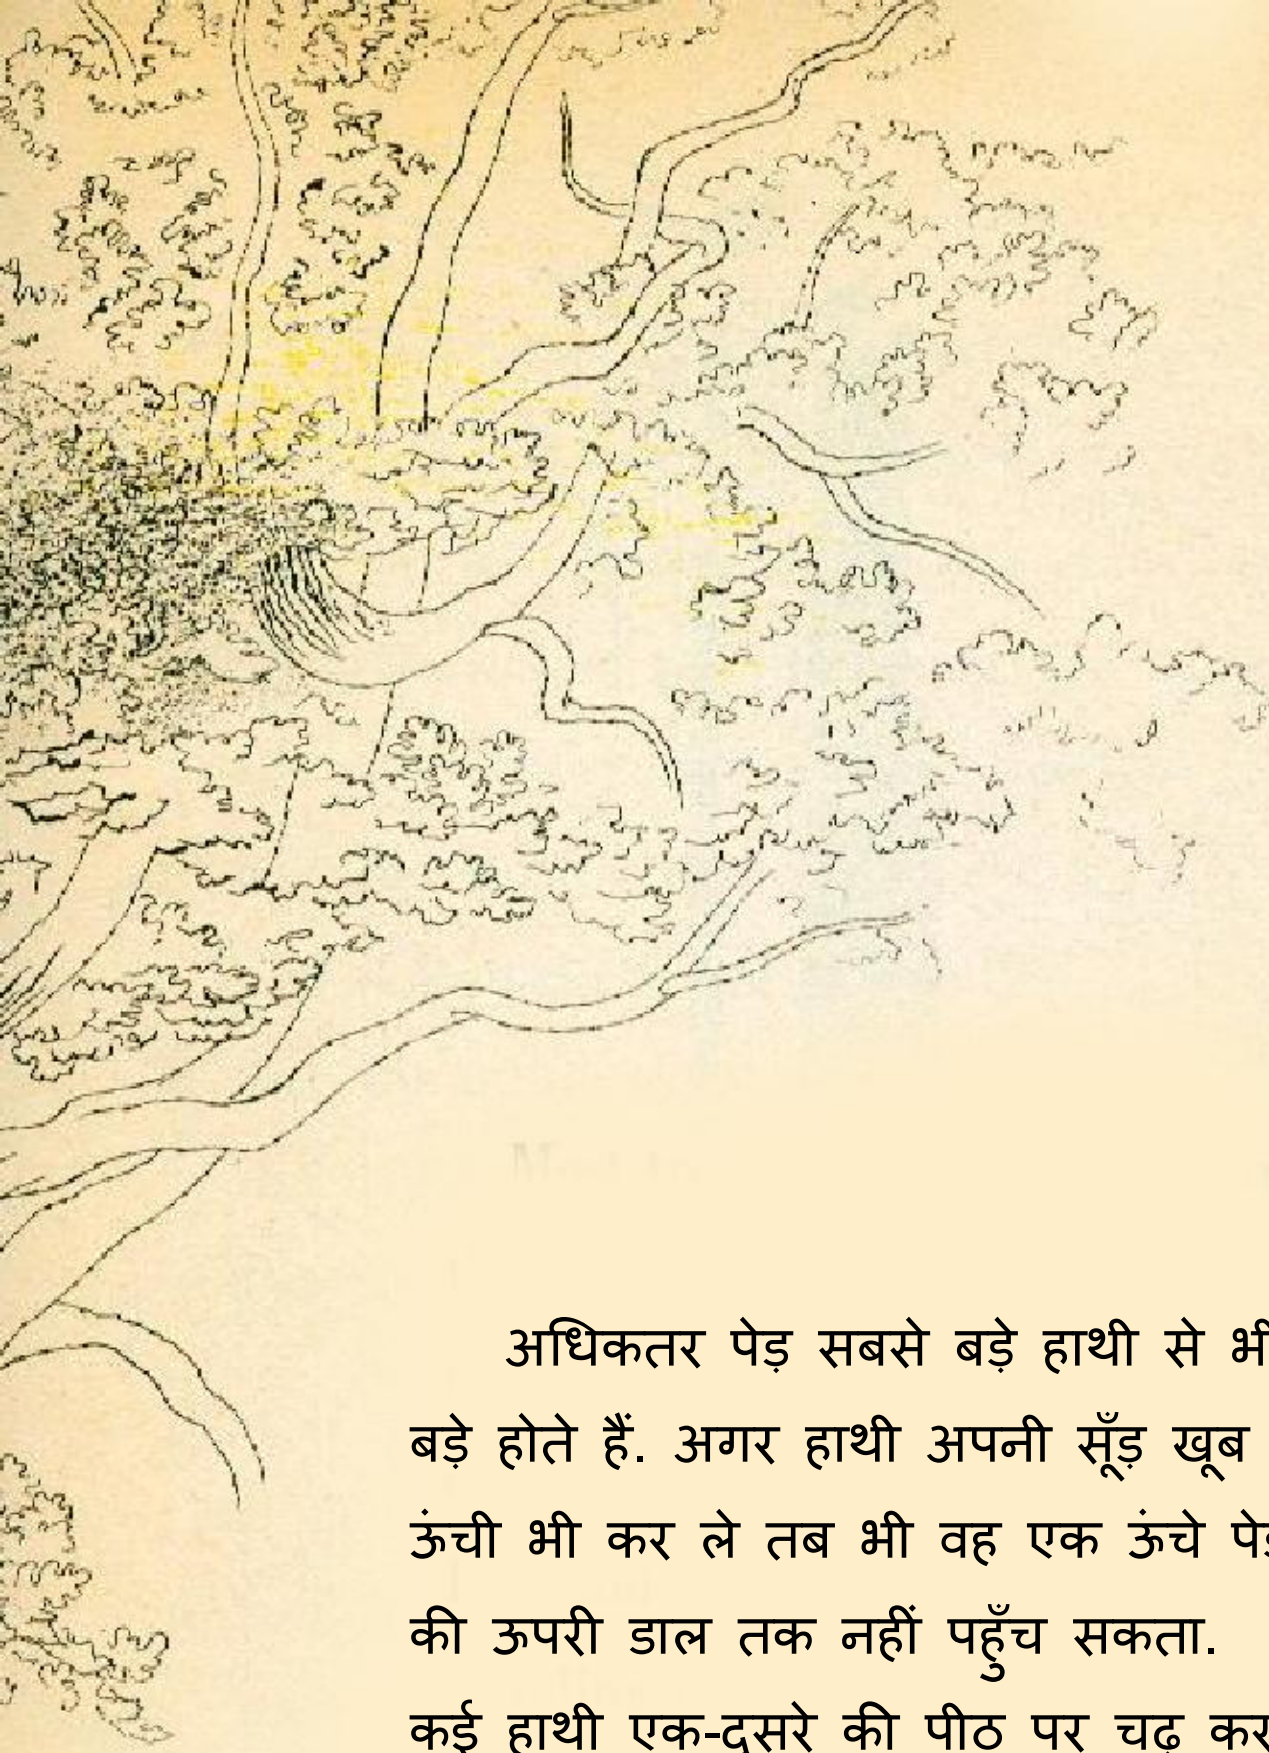 अधिकतर पेड़ सबसे बड़े हाथी से भी
बड़े होते हैं. अगर हाथी अपनी सूँड़ खूब
ऊंची भी कर ले तब भी वह एक ऊंचे पेड़
की ऊपरी डाल तक नहीं पहुँच सकता.
कई हाथी एक-दूसरे की पीठ पर चढ़ कर